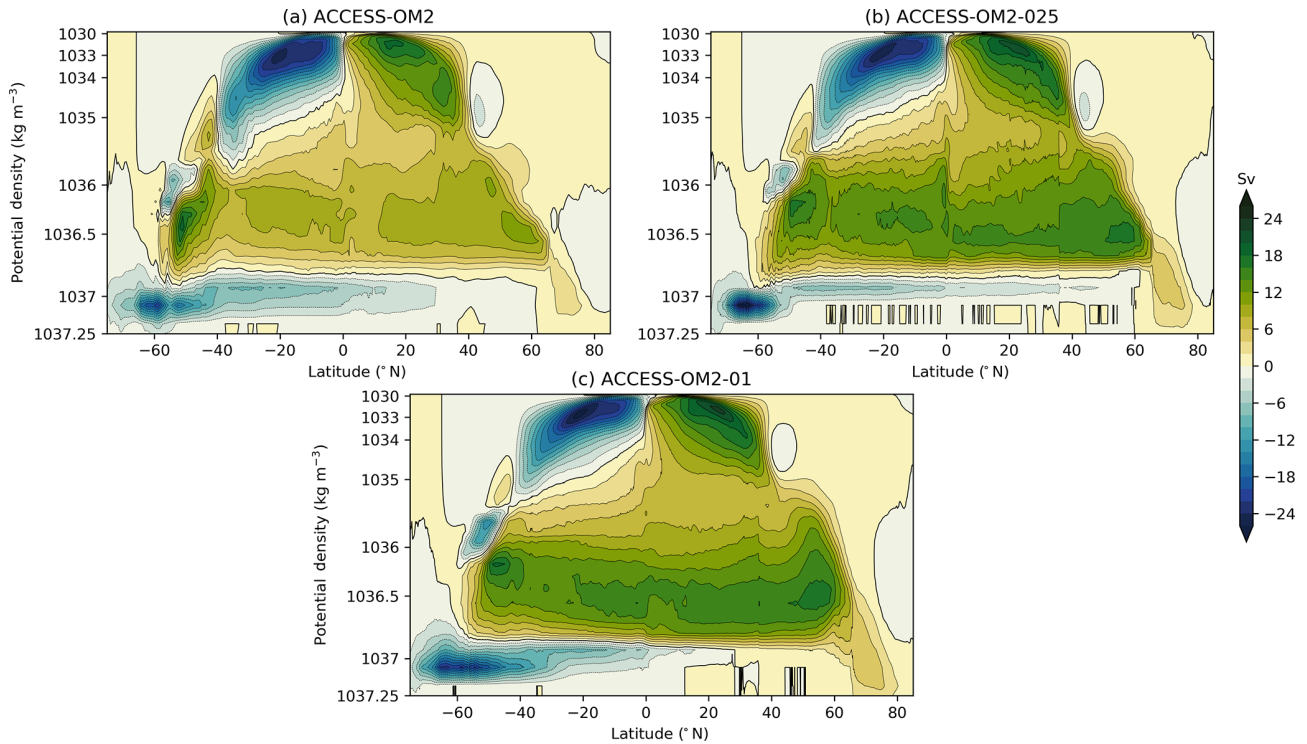 (a) ACCESS-OM2
1030
1033
1034
1035
1036
1036.5
1037
1037.25
Potential density (kg m⁻³)
−60 −40 −20 0 20 40 60 80
Latitude (°N)
(b) ACCESS-OM2-025
1030
1033
1034
1035
1036
1036.5
1037
1037.25
−60 −40 −20 0 20 40 60 80
Latitude (°N)
(c) ACCESS-OM2-01
1030
1033
1034
1035
1036
1036.5
1037
1037.25
Potential density (kg m⁻³)
−60 −40 −20 0 20 40 60 80
Latitude (°N)
Sv
24
18
12
6
0
−6
−12
−18
−24